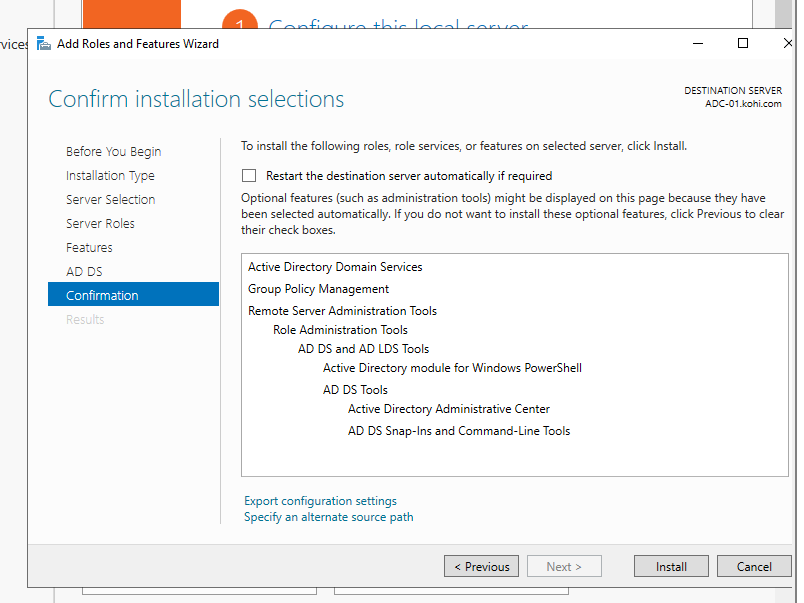 1 Configure this local server
vices
Add Roles and Features Wizard
Confirm installation selections
DESTINATION SERVER
ADC-01.kohi.com
Before You Begin
Installation Type
Server Selection
Server Roles
Features
AD DS
Confirmation
Results
To install the following roles, role services, or features on selected server, click Install.
Restart the destination server automatically if required
Optional features (such as administration tools) might be displayed on this page because they have
been selected automatically. If you do not want to install these optional features, click Previous to clear
their check boxes.
Active Directory Domain Services
Group Policy Management
Remote Server Administration Tools
Role Administration Tools
AD DS and AD LDS Tools
Active Directory module for Windows PowerShell
AD DS Tools
Active Directory Administrative Center
AD DS Snap-Ins and Command-Line Tools
Export configuration settings
Specify an alternate source path
< Previous
Next >
Install
Cancel